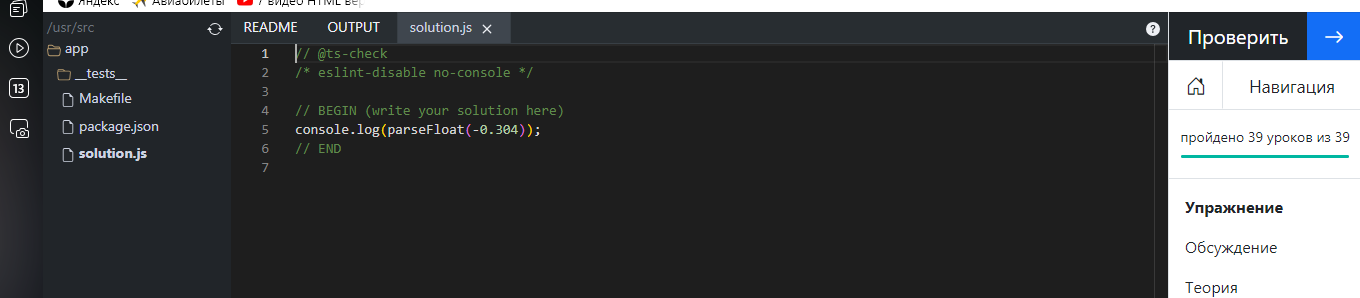 Яндекс Авиабилеты 7 видео HTML вер
/usr/src
app
__tests__
Makefile
package.json
solution.js
13
README OUTPUT solution.js ×
?
1 // @ts-check
2 /* eslint-disable no-console */
3
4 // BEGIN (write your solution here)
5 console.log(parseFloat(-0.304));
6 // END
7
Проверить →
Навигация
пройдено 39 уроков из 39
Упражнение
Обсуждение
Теория